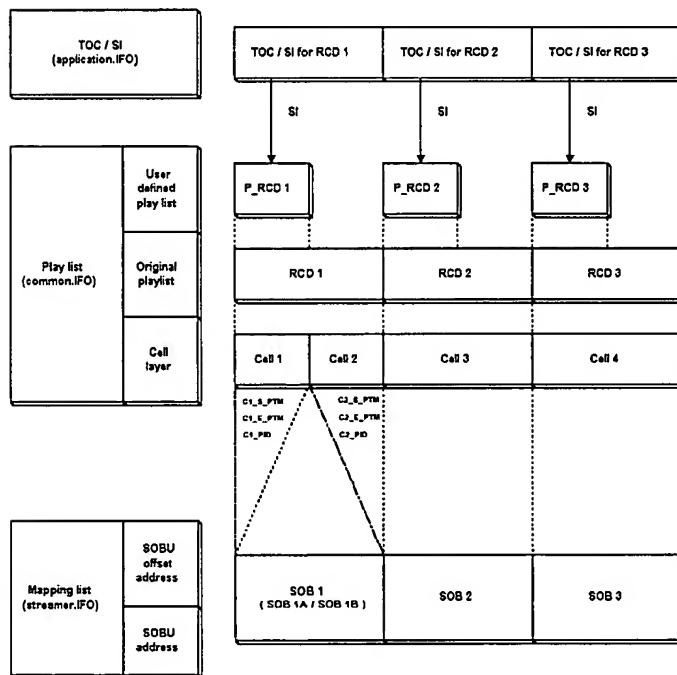 TOC / SI
(application.IFO)
TOC / SI for RCD 1
TOC / SI for RCD 2
TOC / SI for RCD 3
SI
SI
SI
Play list
(common.IFO)
User
defined
play list
Original
playlist
Cell
layer
P_RCD 1
P_RCD 2
P_RCD 3
RCD 1
RCD 2
RCD 3
Cell 1
Cell 2
Cell 3
Cell 4
C1_S_PTM
C1_E_PTM
C1_PID
C2_S_PTM
C2_E_PTM
C2_PID
Mapping list
(streamer.IFO)
SOBU
offset
address
SOBU
address
SOB 1
( SOB 1A / SOB 1B )
SOB 2
SOB 3